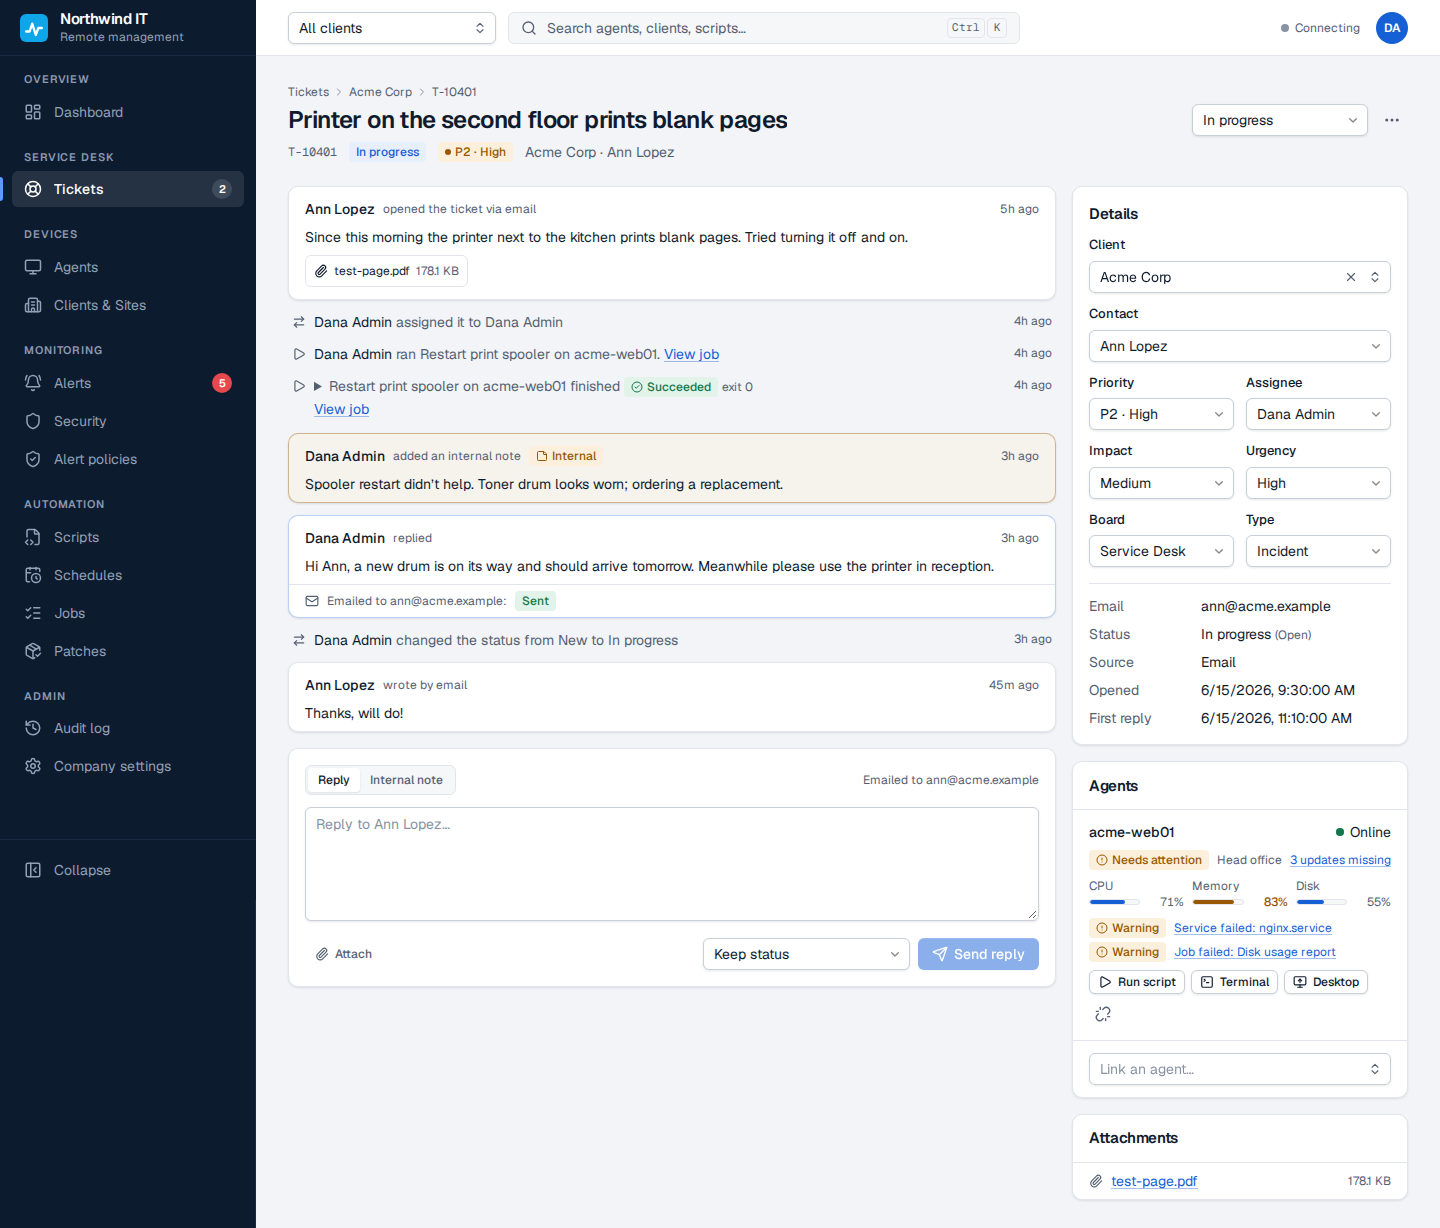 Northwind IT
Remote management
All clients
Search agents, clients, scripts...
Ctrl K
Connecting
DA
OVERVIEW
Dashboard
SERVICE DESK
Tickets 2
DEVICES
Agents
Clients & Sites
MONITORING
Alerts 5
Security
Alert policies
AUTOMATION
Scripts
Schedules
Jobs
Patches
ADMIN
Audit log
Company settings
Collapse
Tickets > Acme Corp > T-10401
Printer on the second floor prints blank pages
In progress
T-10401 In progress P2 · High Acme Corp · Ann Lopez
Ann Lopez opened the ticket via email 5h ago
Since this morning the printer next to the kitchen prints blank pages. Tried turning it off and on.
test-page.pdf 178.1 KB
Dana Admin assigned it to Dana Admin 4h ago
Dana Admin ran Restart print spooler on acme-web01. View job 4h ago
Restart print spooler on acme-web01 finished Succeeded exit 0 4h ago
View job
Dana Admin added an internal note Internal 3h ago
Spooler restart didn't help. Toner drum looks worn; ordering a replacement.
Dana Admin replied 3h ago
Hi Ann, a new drum is on its way and should arrive tomorrow. Meanwhile please use the printer in reception.
Emailed to ann@acme.example: Sent
Dana Admin changed the status from New to In progress 3h ago
Ann Lopez wrote by email 45m ago
Thanks, will do!
Reply Internal note Emailed to ann@acme.example
Reply to Ann Lopez...
Attach Keep status Send reply
Details
Client
Acme Corp
Contact
Ann Lopez
Priority Assignee
P2 · High Dana Admin
Impact Urgency
Medium High
Board Type
Service Desk Incident
Email ann@acme.example
Status In progress (Open)
Source Email
Opened 6/15/2026, 9:30:00 AM
First reply 6/15/2026, 11:10:00 AM
Agents
acme-web01 Online
Needs attention Head office 3 updates missing
CPU Memory Disk
71% 83% 55%
Warning Service failed: nginx.service
Warning Job failed: Disk usage report
Run script Terminal Desktop
Link an agent...
Attachments
test-page.pdf 178.1 KB